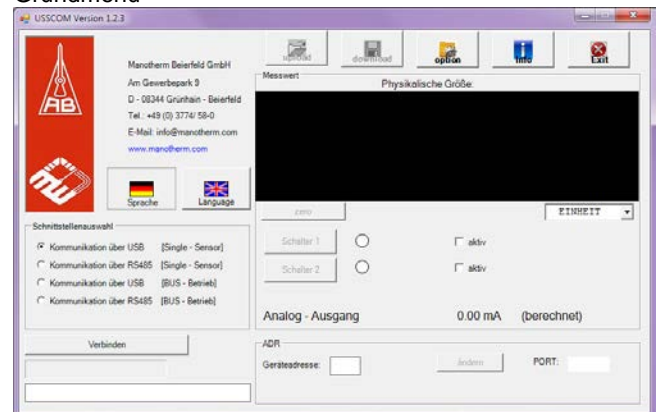 Grundmenü
USSCOM Version 1.2.3
Manotherm Beierfeld GmbH
Am Gewerbepark 9
D - 08344 Grünhain - Beierfeld
Tel.: +49 (0) 3774/ 58-0
E-Mail: info@manotherm.com
www.manotherm.com
AB
Sprache
Language
upload
download
option
Info
Exit
Messwert
Physikalische Größe:
zero
EINHEIT
Schalter 1
aktiv
Schalter 2
aktiv
Analog - Ausgang 0.00 mA (berechnet)
Schnittstellenauswahl
Kommunikation über USB [Single - Sensor]
Kommunikation über RS485 [Single - Sensor]
Kommunikation über USB [BUS - Betrieb]
Kommunikation über RS485 [BUS - Betrieb]
Verbinden
ADR
Geräteadresse:
Ändern
PORT: